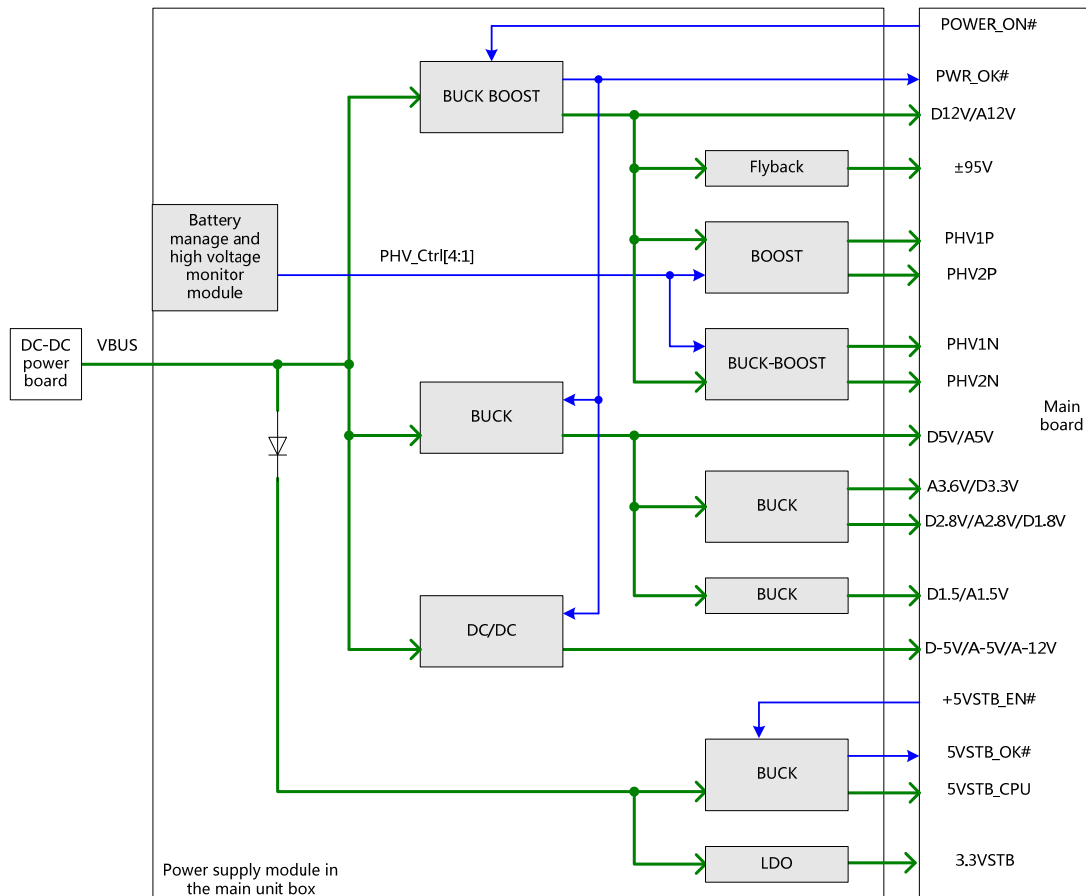 POWER_ON#
PWR_OK#
BUCK BOOST
D12V/A12V
Flyback
±95V
Battery
manage and
high voltage
monitor
module
PHV_Ctrl[4:1]
BOOST
PHV1P
PHV2P
DC-DC
power
board
VBUS
BUCK-BOOST
PHV1N
PHV2N
Main
board
BUCK
D5V/A5V
BUCK
A3.6V/D3.3V
D2.8V/A2.8V/D1.8V
BUCK
D1.5/A1.5V
DC/DC
D-5V/A-5V/A-12V
+5VSTB_EN#
BUCK
5VSTB_OK#
5VSTB_CPU
LDO
3.3VSTB
Power supply module in
the main unit box